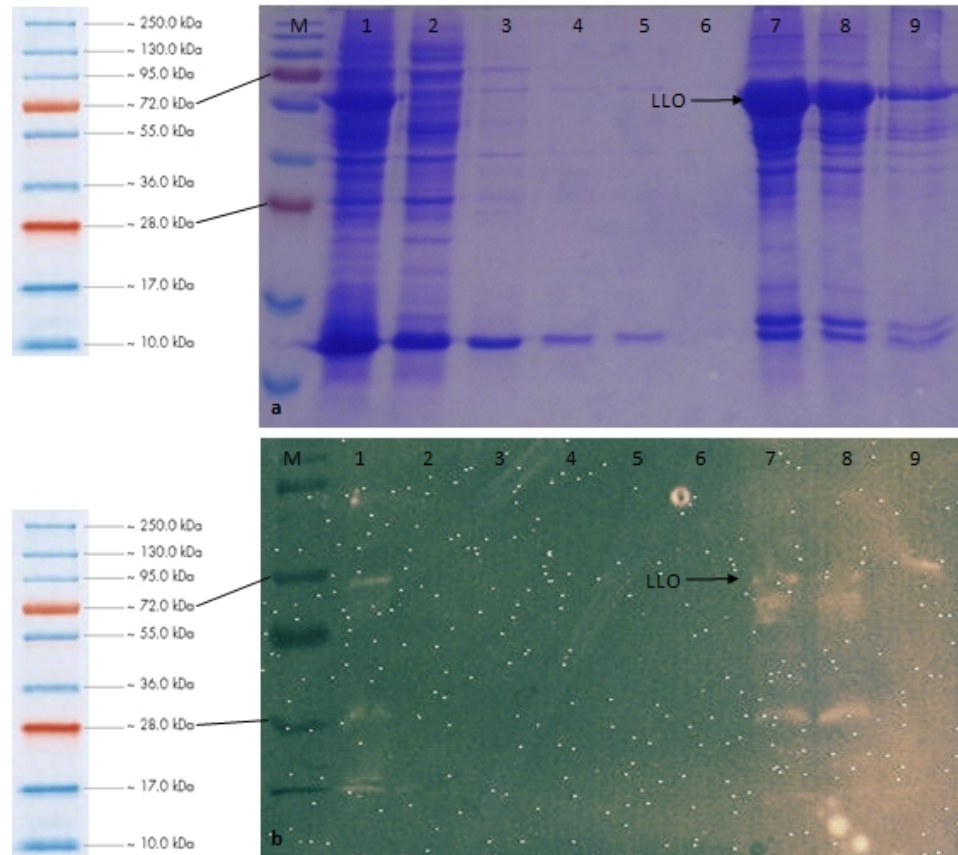 ~ 250.0 kDa
~ 130.0 kDa
~ 95.0 kDa
~ 72.0 kDa
~ 55.0 kDa
~ 36.0 kDa
~ 28.0 kDa
~ 17.0 kDa
~ 10.0 kDa
M 1 2 3 4 5 6 7 8 9
LLO
a
~ 250.0 kDa
~ 130.0 kDa
~ 95.0 kDa
~ 72.0 kDa
~ 55.0 kDa
~ 36.0 kDa
~ 28.0 kDa
~ 17.0 kDa
~ 10.0 kDa
M 1 2 3 4 5 6 7 8 9
LLO
b